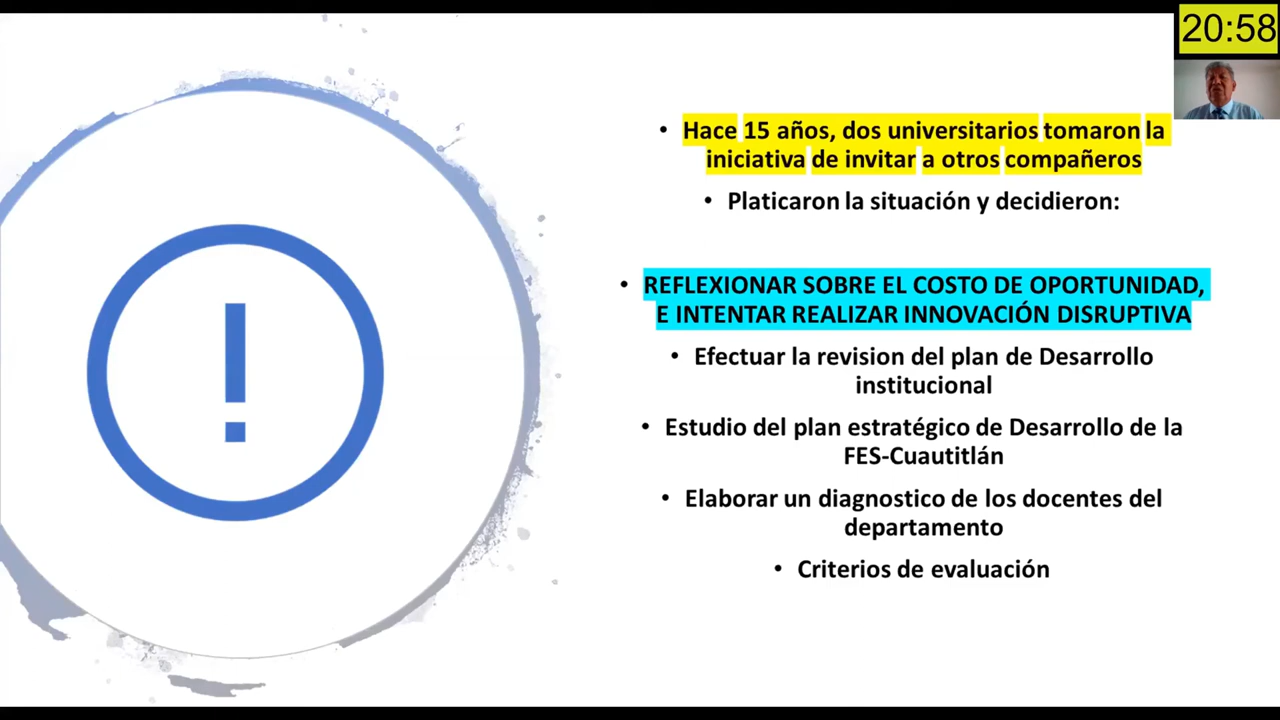 20:58
• Hace 15 años, dos universitarios tomaron la
iniciativa de invitar a otros compañeros
• Platicaron la situación y decidieron:
• REFLEXIONAR SOBRE EL COSTO DE OPORTUNIDAD,
E INTENTAR REALIZAR INNOVACIÓN DISRUPTIVA
• Efectuar la revision del plan de Desarrollo
institucional
• Estudio del plan estratégico de Desarrollo de la
FES-Cuautitlán
• Elaborar un diagnostico de los docentes del
departamento
• Criterios de evaluación